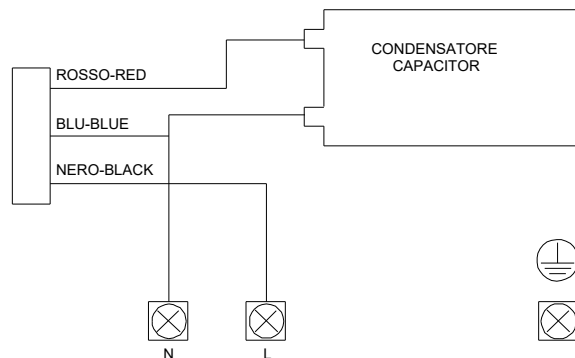 CONDENSATORE
CAPACITOR
ROSSO-RED
BLU-BLUE
NERO-BLACK
N
L